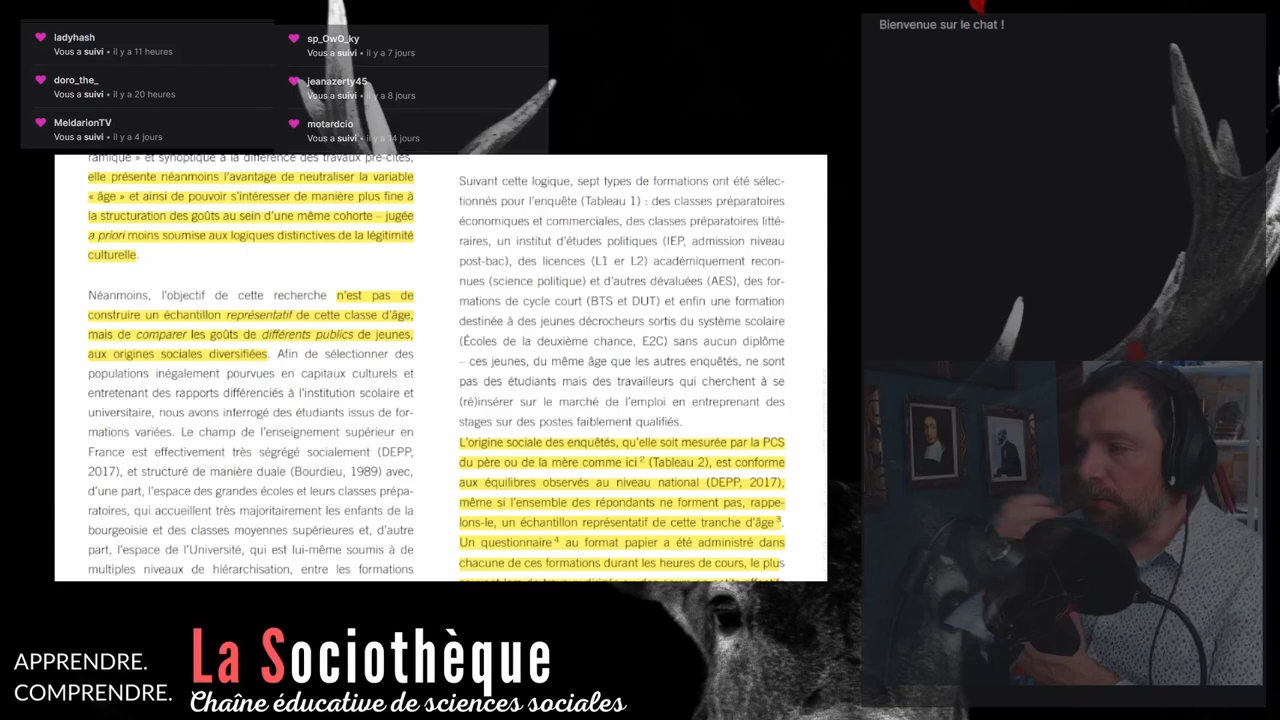 ladyhash
Vous a suivi • il y a 11 heures
doro_the_
Vous a suivi • il y a 20 heures
MeldarionTV
Vous a suivi • il y a 4 jours
sp_OwO_ky
Vous a suivi • il y a 7 jours
jeanazerty45
Vous a suivi • il y a 8 jours
motardcio
Vous a suivi • il y a 14 jours
Bienvenue sur le chat !
ramique » et synoptique à la différence des travaux pré-cités,
elle présente néanmoins l'avantage de neutraliser la variable
« âge » et ainsi de pouvoir s'intéresser de manière plus fine à
la structuration des goûts au sein d'une même cohorte – jugée
a priori moins soumise aux logiques distinctives de la légitimité
culturelle.
Néanmoins, l'objectif de cette recherche n'est pas de
construire un échantillon représentatif de cette classe d'âge,
mais de comparer les goûts de différents publics de jeunes,
aux origines sociales diversifiées. Afin de sélectionner des
populations inégalement pourvues en capitaux culturels et
entretenant des rapports différenciés à l'institution scolaire et
universitaire, nous avons interrogé des étudiants issus de for-
mations variées. Le champ de l'enseignement supérieur en
France est effectivement très ségrégé socialement (DEPP,
2017), et structuré de manière duale (Bourdieu, 1989) avec,
d'une part, l'espace des grandes écoles et leurs classes prépa-
ratoires, qui accueillent très majoritairement les enfants de la
bourgeoisie et des classes moyennes supérieures et, d'autre
part, l'espace de l'Université, qui est lui-même soumis à de
multiples niveaux de hiérarchisation, entre les formations
Suivant cette logique, sept types de formations ont été sélec-
tionnés pour l'enquête (Tableau 1) : des classes préparatoires
économiques et commerciales, des classes préparatoires litté-
raires, un institut d'études politiques (IEP, admission niveau
post-bac), des licences (L1 er L2) académiquement recon-
nues (science politique) et d'autres dévaluées (AES), des for-
mations de cycle court (BTS et DUT) et enfin une formation
destinée à des jeunes décrocheurs sortis du système scolaire
(Écoles de la deuxième chance, E2C) sans aucun diplôme
– ces jeunes, du même âge que les autres enquêtés, ne sont
pas des étudiants mais des travailleurs qui cherchent à se
(ré)insérer sur le marché de l'emploi en entreprenant des
stages sur des postes faiblement qualifiés.
L'origine sociale des enquêtés, qu'elle soit mesurée par la PCS
du père ou de la mère comme ici 2 (Tableau 2), est conforme
aux équilibres observés au niveau national (DEPP, 2017),
même si l'ensemble des répondants ne forment pas, rappe-
lons-le, un échantillon représentatif de cette tranche d'âge 3.
Un questionnaire 4 au format papier a été administré dans
chacune de ces formations durant les heures de cours, le plus
APPRENDRE.
COMPRENDRE.
La Sociothèque
Chaîne éducative de sciences sociales